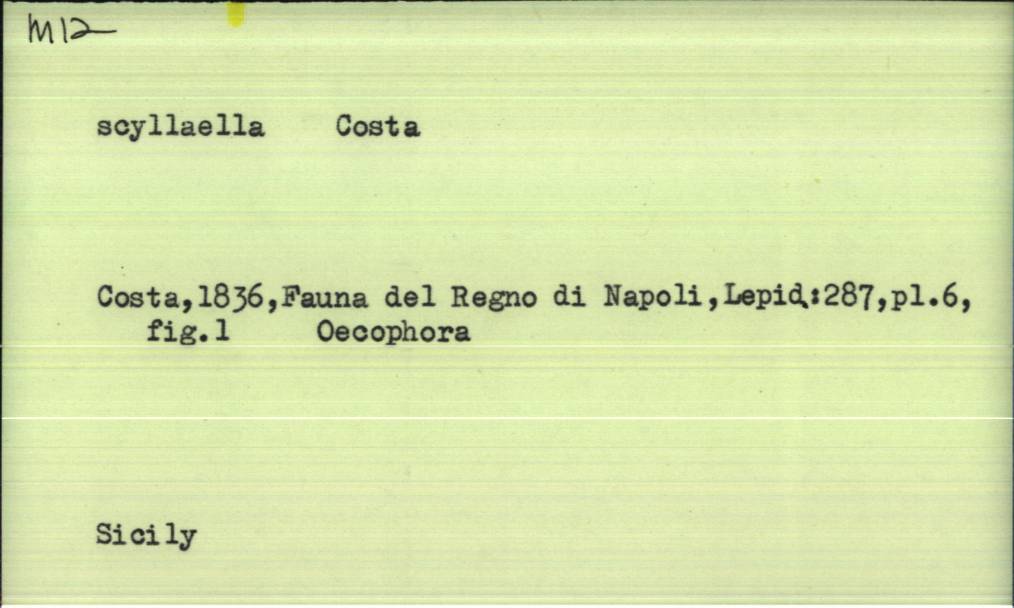 M12
scyllaella Costa
Costa,1836,Fauna del Regno di Napoli,Lepid.:287,pl.6,
fig.1 Oecophora
Sicily